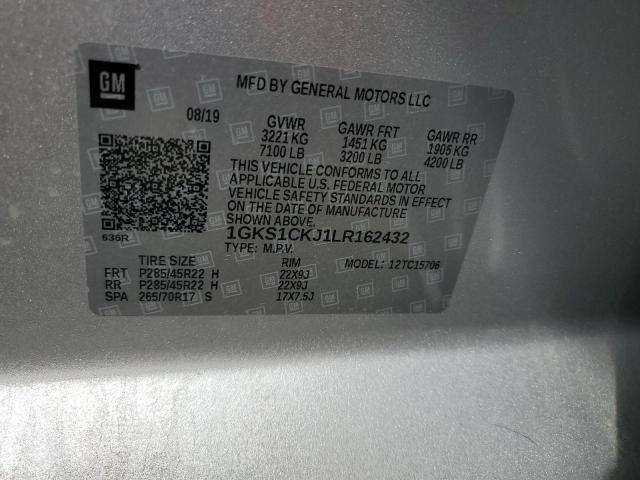 GM
MFD BY GENERAL MOTORS LLC
08/19
GVWR GAWR FRT GAWR RR
3221 KG 1451 KG 1905 KG
7100 LB 3200 LB 4200 LB
THIS VEHICLE CONFORMS TO ALL
APPLICABLE U.S. FEDERAL MOTOR
VEHICLE SAFETY STANDARDS IN EFFECT
ON THE DATE OF MANUFACTURE
SHOWN ABOVE.
1GKS1CKJ1LR162432
636R
TYPE: M.P.V. MODEL: 12TC15706
TIRE SIZE RIM
FRT P285/45R22 H 22X9J
RR P285/45R22 H 22X9J
SPA 265/70R17 S 17X7.5J